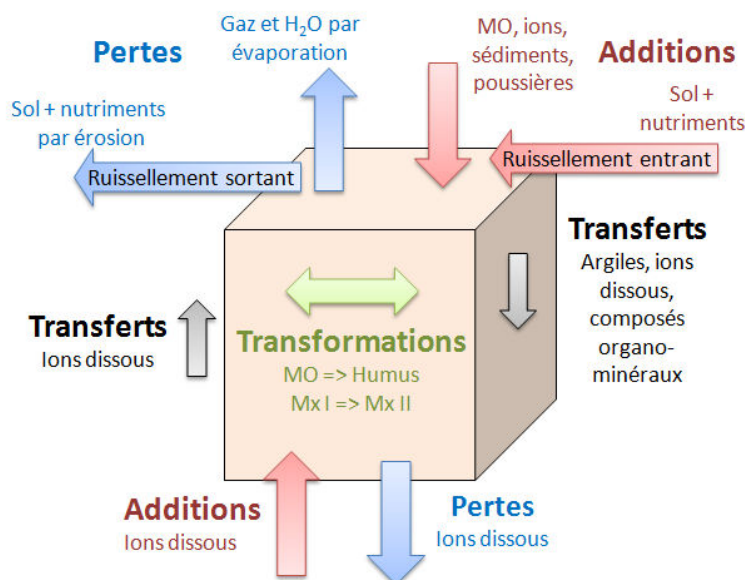 Gaz et H₂O par
évaporation
Pertes
MO, ions,
sédiments,
poussières
Additions
Sol + nutriments
par érosion
Sol +
nutriments
Ruissellement sortant
Ruissellement entrant
Transferts
Argiles, ions
dissous,
composés
organo-
minéraux
Transferts
Ions dissous
Transformations
MO => Humus
Mx I => Mx II
Additions
Ions dissous
Pertes
Ions dissous